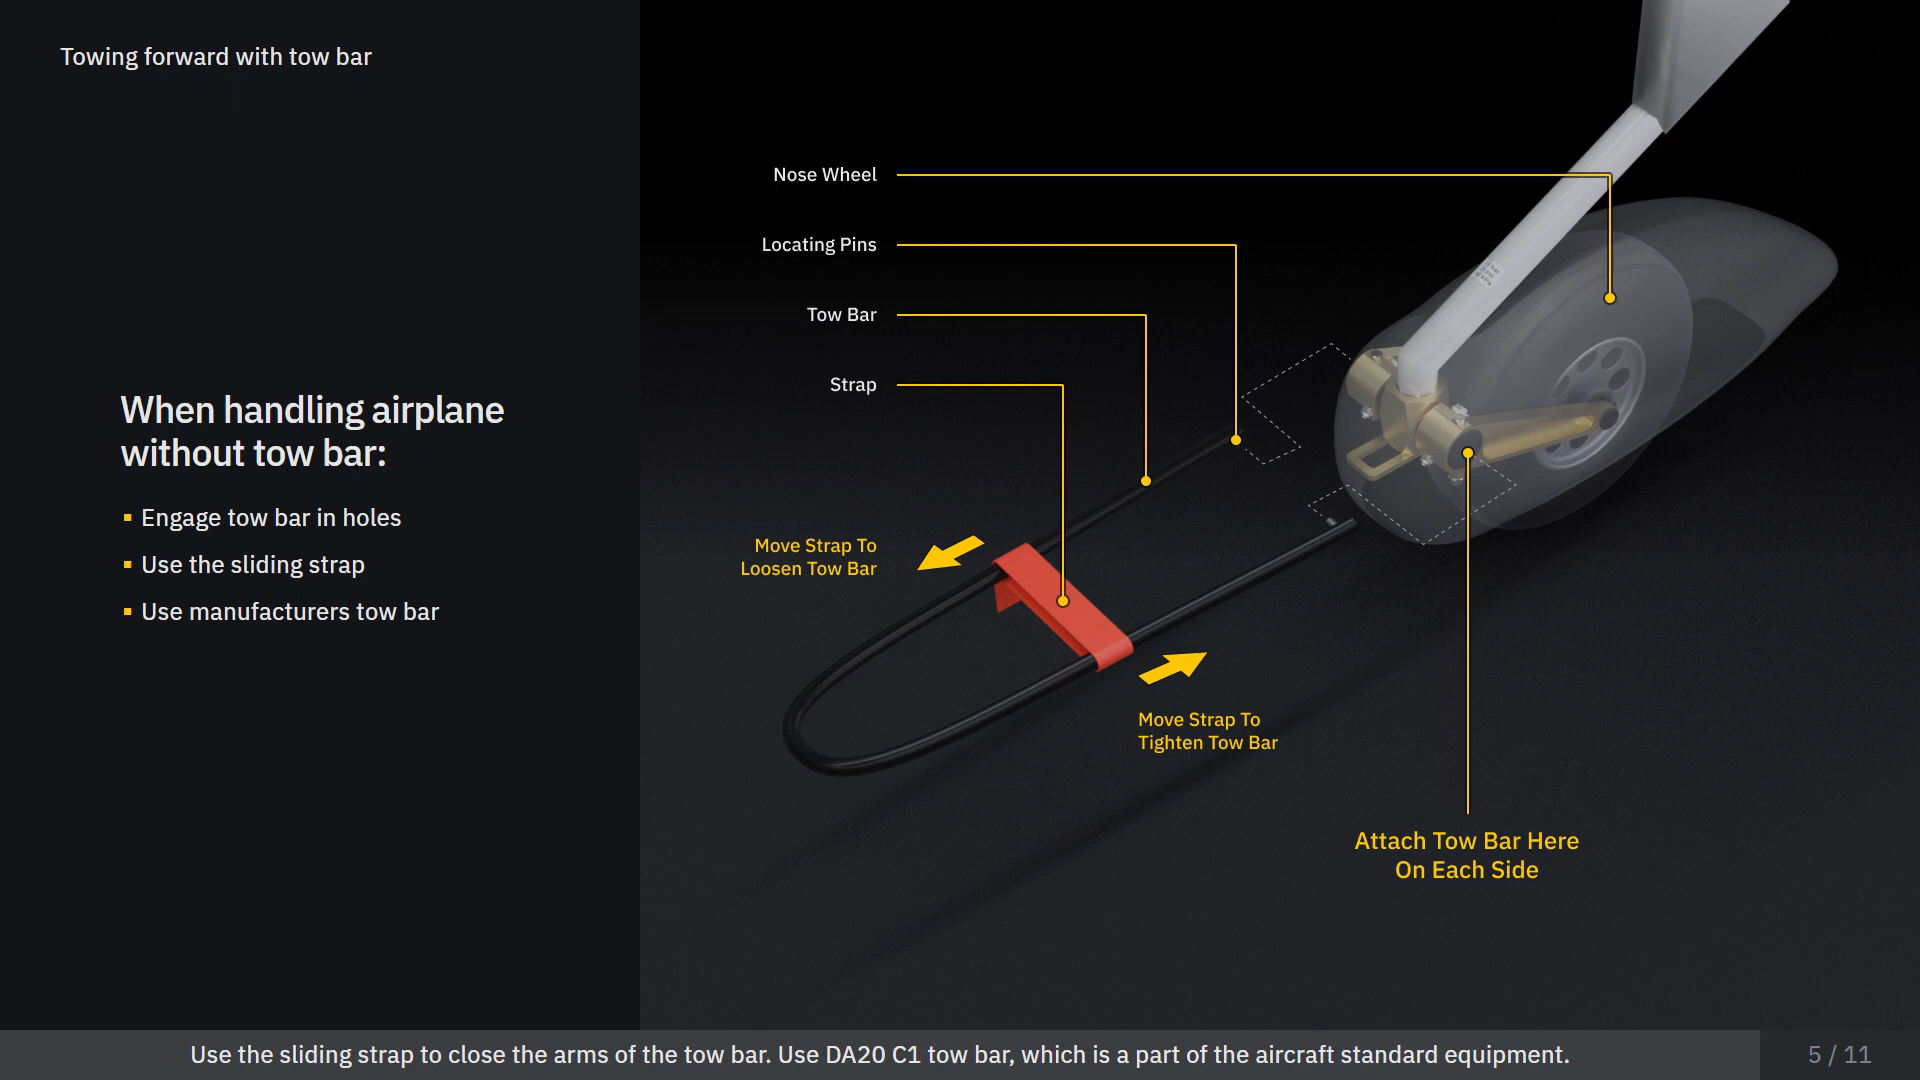 Towing forward with tow bar
When handling airplane
without tow bar:
Engage tow bar in holes
Use the sliding strap
Use manufacturers tow bar
Nose Wheel
Locating Pins
Tow Bar
Strap
Move Strap To
Loosen Tow Bar
Move Strap To
Tighten Tow Bar
Attach Tow Bar Here
On Each Side
Use the sliding strap to close the arms of the tow bar. Use DA20 C1 tow bar, which is a part of the aircraft standard equipment.
5 / 11